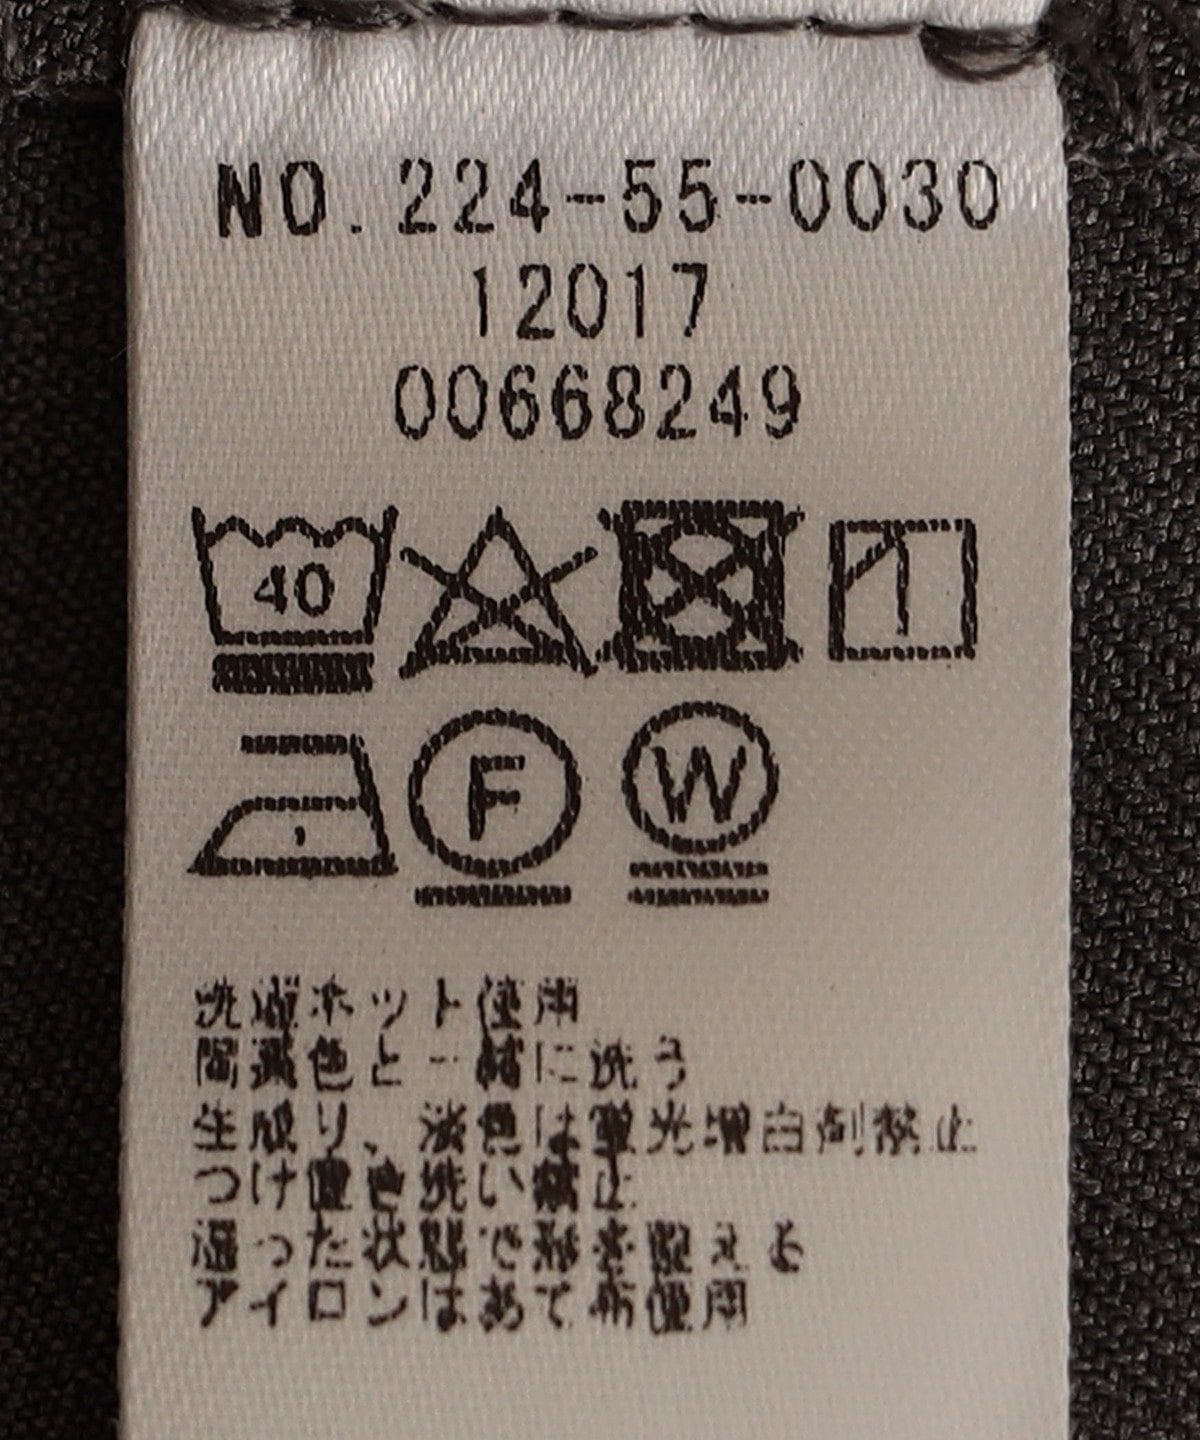 NO.224-55-0030
12017
00668249
40
F W
洗濯ネット使用
同濃色と一緒に洗う
生成り、淡色は蛍光増白剤禁止
つけ置き洗い禁止
湿った状態で形を整える
アイロンはあて布使用